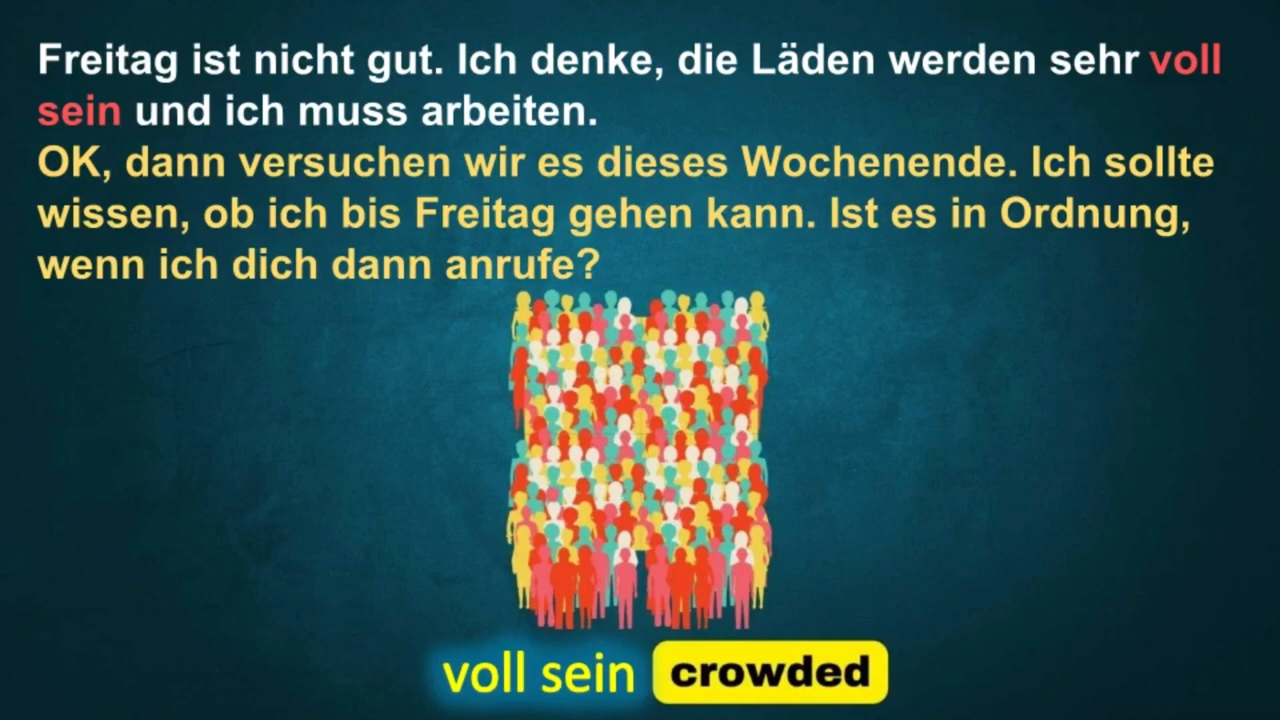 Freitag ist nicht gut. Ich denke, die Läden werden sehr voll
sein und ich muss arbeiten.
OK, dann versuchen wir es dieses Wochenende. Ich sollte
wissen, ob ich bis Freitag gehen kann. Ist es in Ordnung,
wenn ich dich dann anrufe?
voll sein crowded